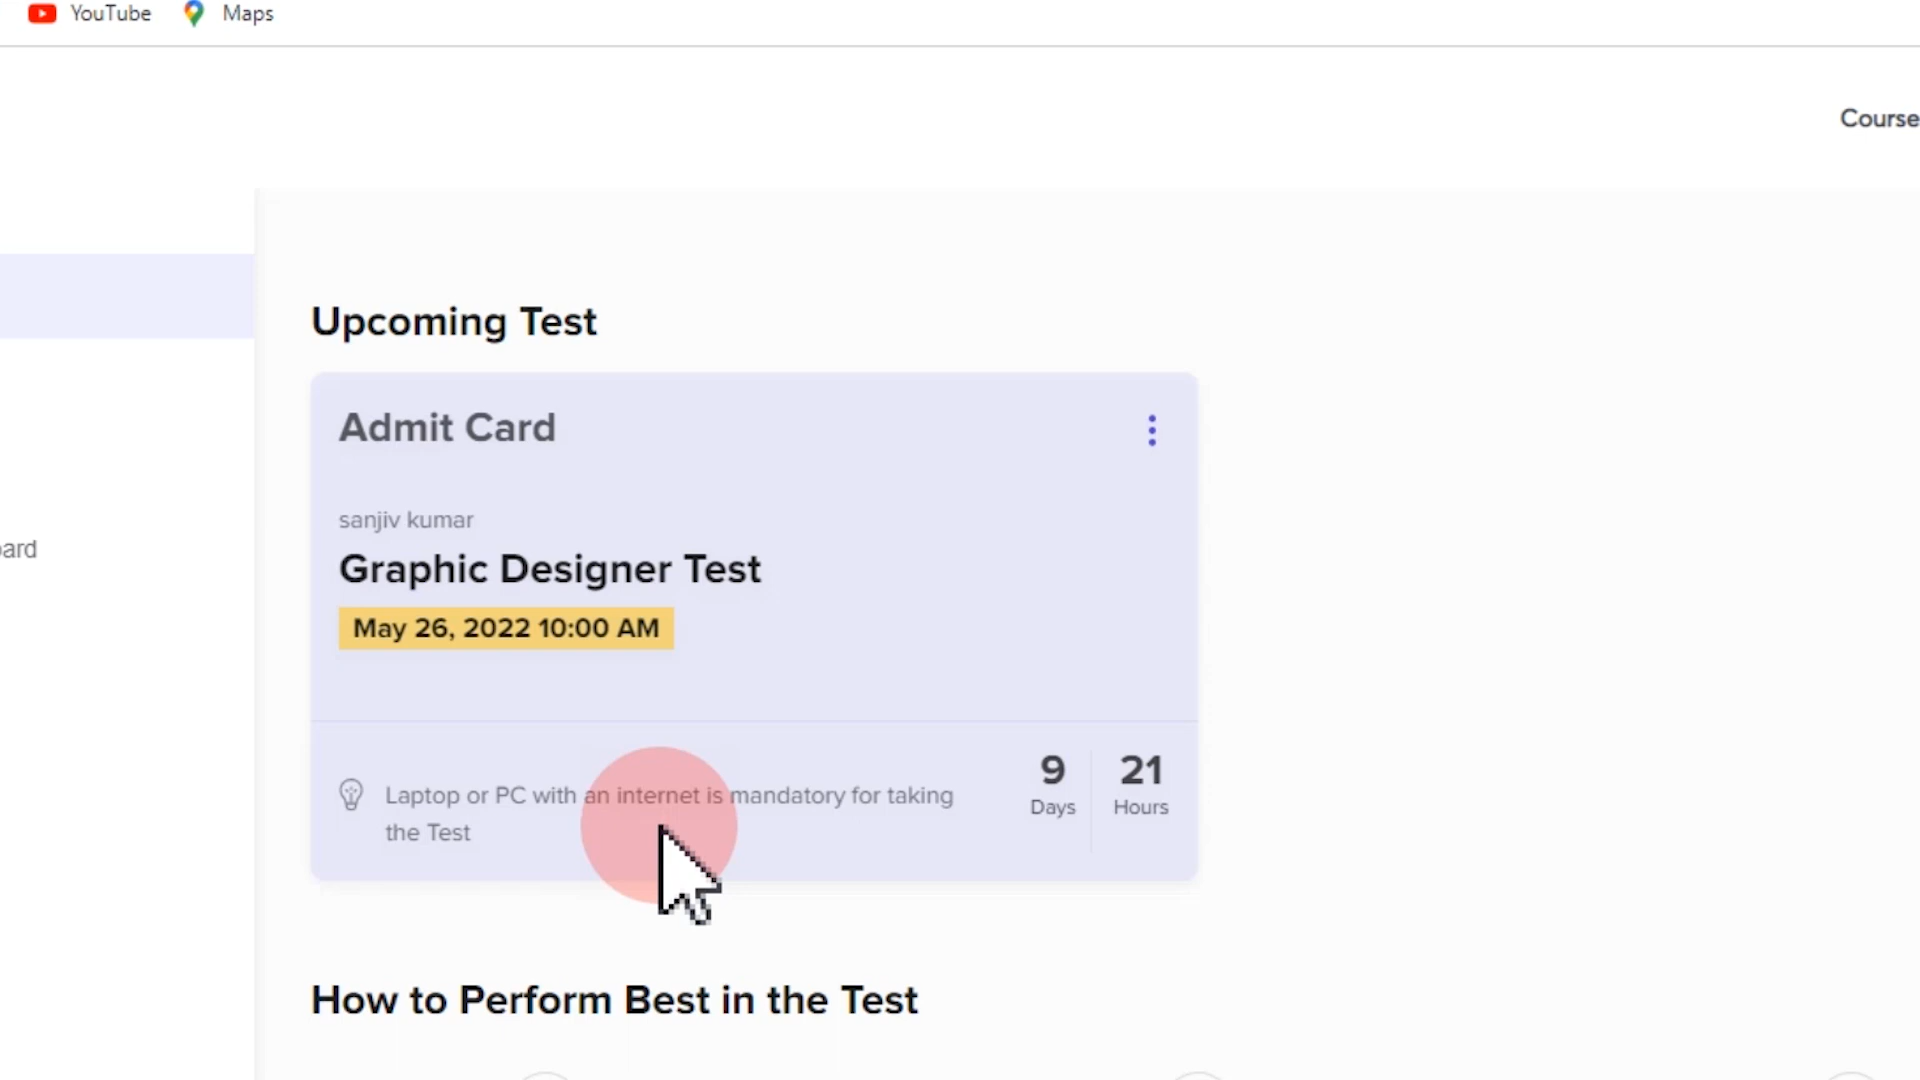 YouTube Maps
Course
Upcoming Test
Admit Card
sanjiv kumar
Graphic Designer Test
May 26, 2022 10:00 AM
ard
Laptop or PC with an internet is mandatory for taking
the Test
9 21
Days Hours
How to Perform Best in the Test